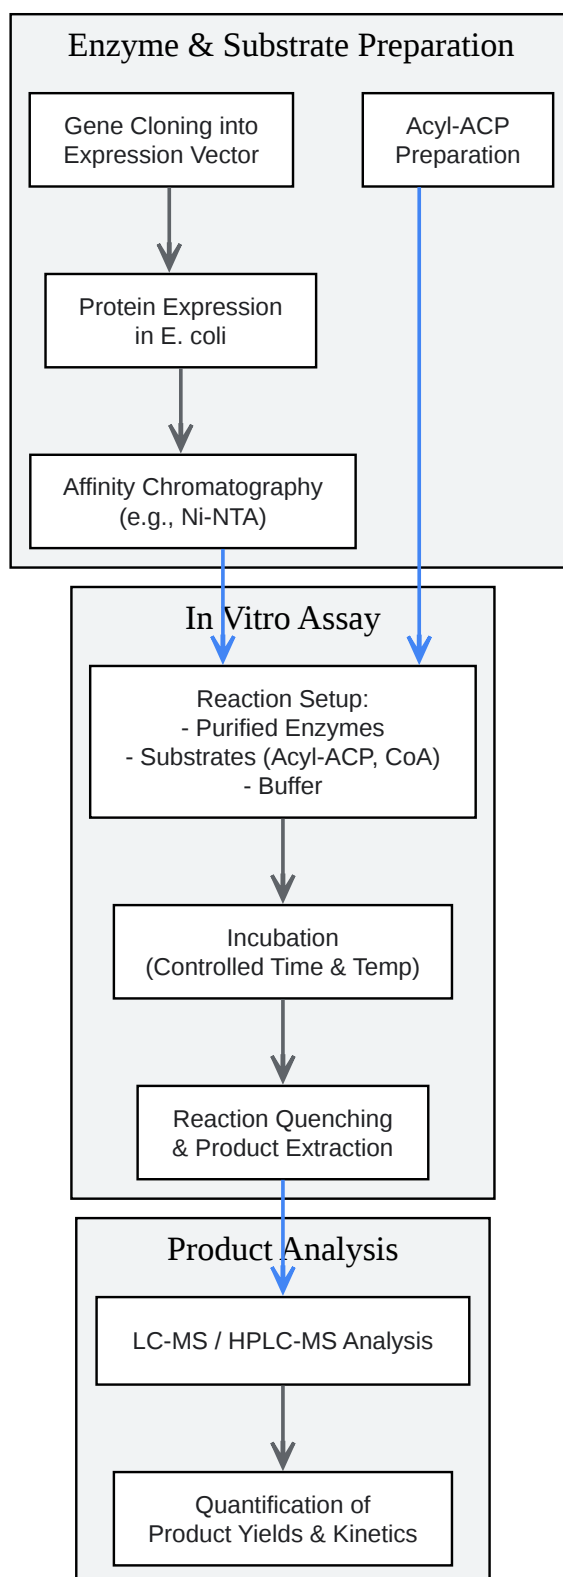 Enzyme & Substrate Preparation
Gene Cloning into
Expression Vector
Acyl-ACP
Preparation
Protein Expression
in E. coli
Affinity Chromatography
(e.g., Ni-NTA)
In Vitro Assay
Reaction Setup:
- Purified Enzymes
- Substrates (Acyl-ACP, CoA)
- Buffer
Incubation
(Controlled Time & Temp)
Reaction Quenching
& Product Extraction
Product Analysis
LC-MS / HPLC-MS Analysis
Quantification of
Product Yields & Kinetics